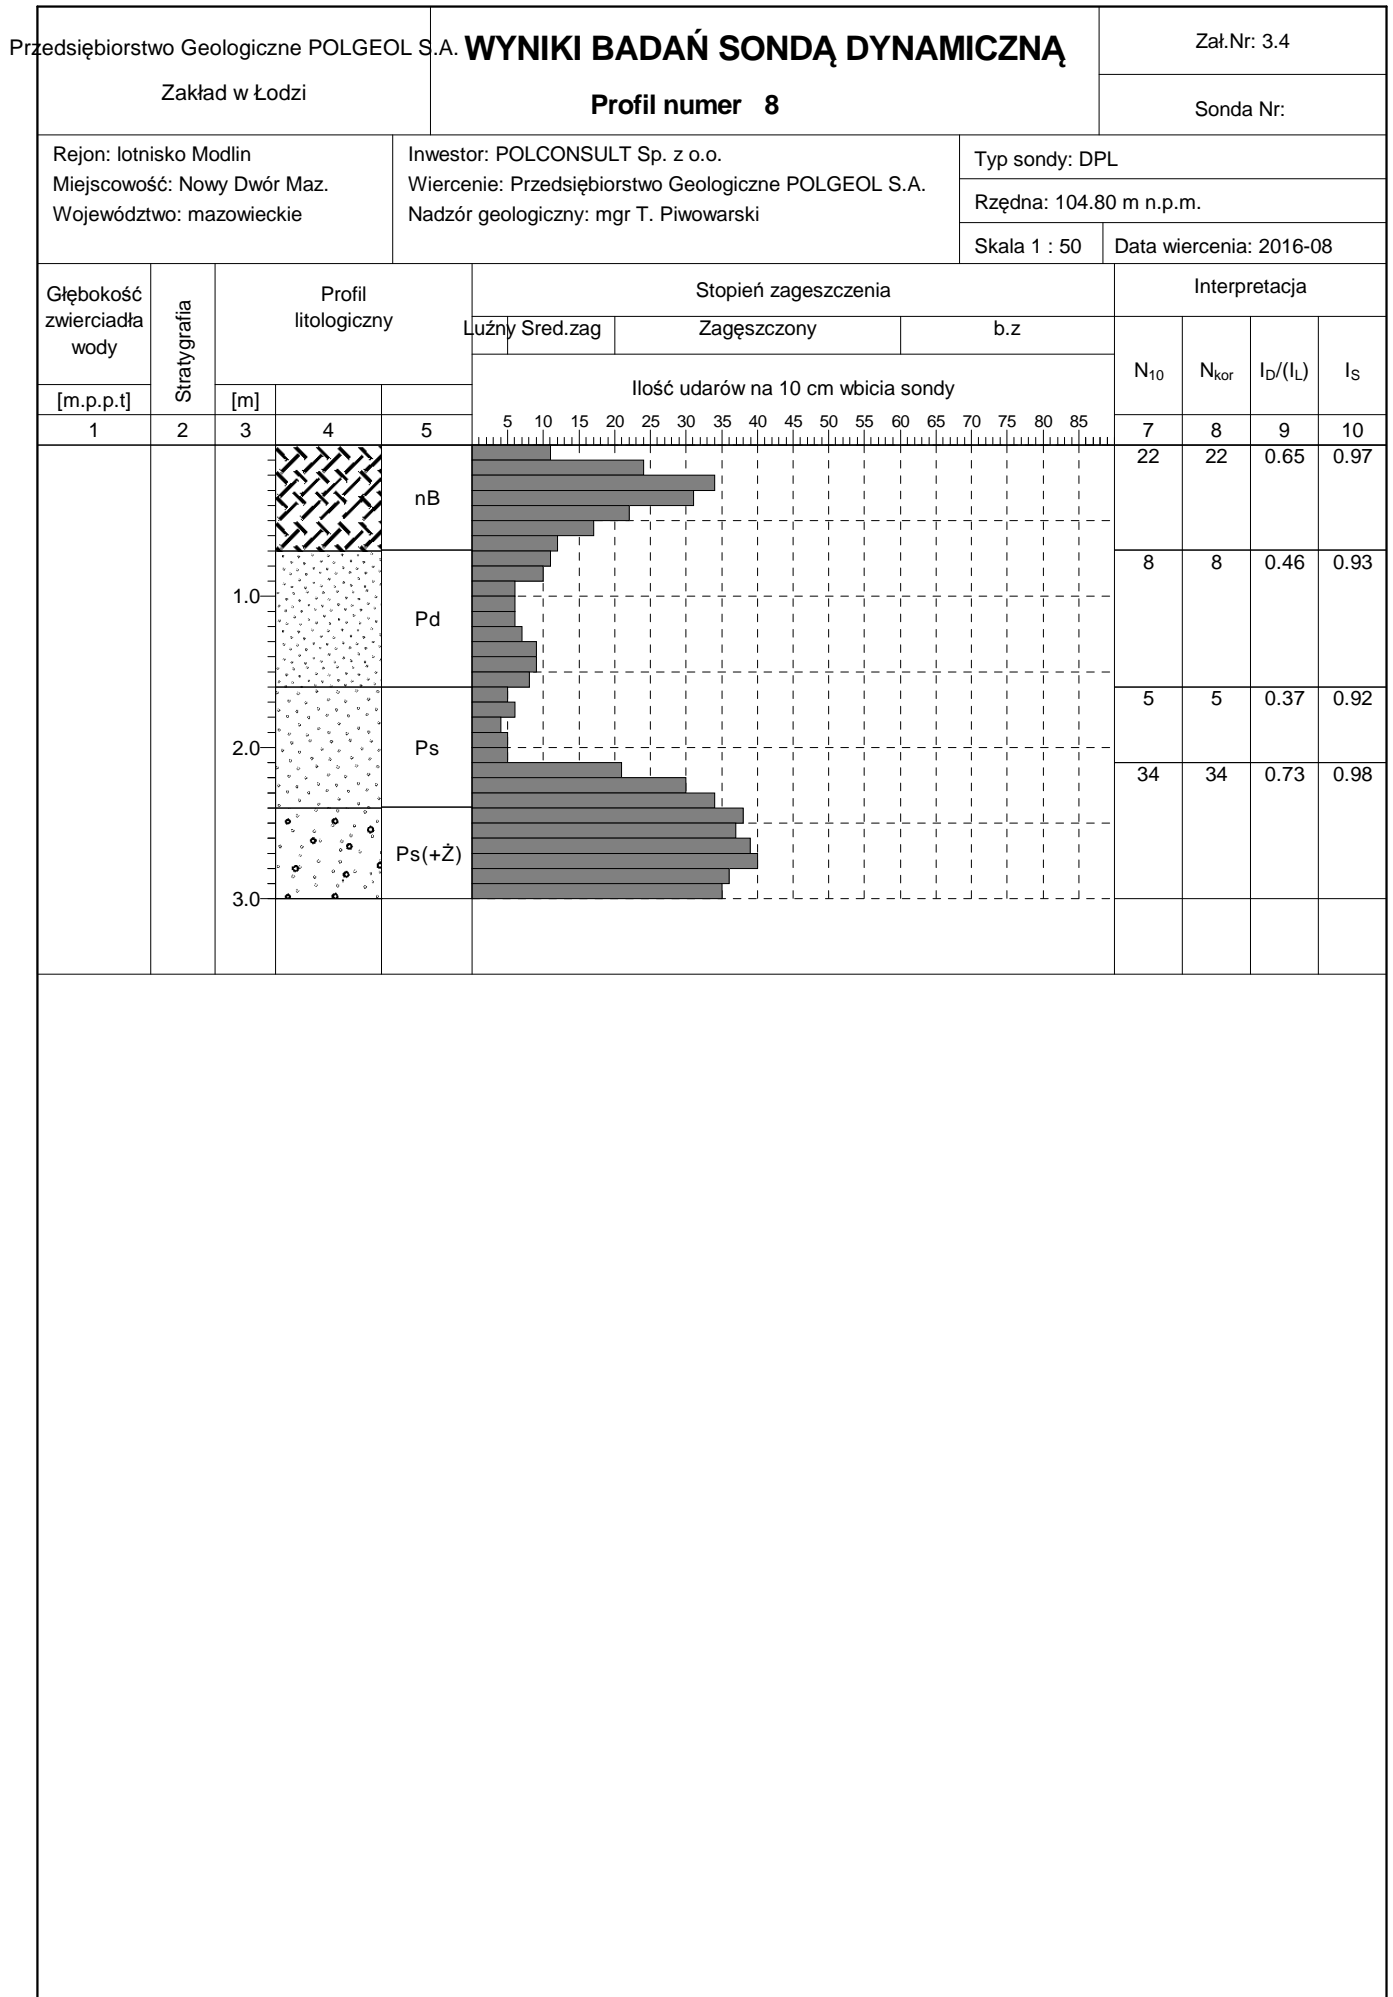 Przedsiębiorstwo Geologiczne POLGEOL S.A.
Zakład w Łodzi
WYNIKI BADAŃ SONDĄ DYNAMICZNĄ
Profil numer 8
Zał.Nr: 3.4
Sonda Nr:
Rejon: lotnisko Modlin
Miejscowość: Nowy Dwór Maz.
Województwo: mazowieckie
Inwestor: POLCONSULT Sp. z o.o.
Wiercenie: Przedsiębiorstwo Geologiczne POLGEOL S.A.
Nadzór geologiczny: mgr T. Piwowarski
Typ sondy: DPL
Rzędna: 104.80 m n.p.m.
Skala 1 : 50
Data wiercenia: 2016-08
Głębokość
zwierciadła
wody
[m.p.p.t]
Stratygrafia
Profil
litologiczny
[m]
Stopień zageszczenia
Luźny Sred.zag Zagęszczony b.z
Ilość udarów na 10 cm wbicia sondy
5 10 15 20 25 30 35 40 45 50 55 60 65 70 75 80 85
Interpretacja
N10 Nkor ID/(IL) IS
1 2 3 4 5 7 8 9 10
nB
22 22 0.65 0.97
Pd
8 8 0.46 0.93
1.0
Ps
5 5 0.37 0.92
2.0
34 34 0.73 0.98
Ps(+Ż)
3.0